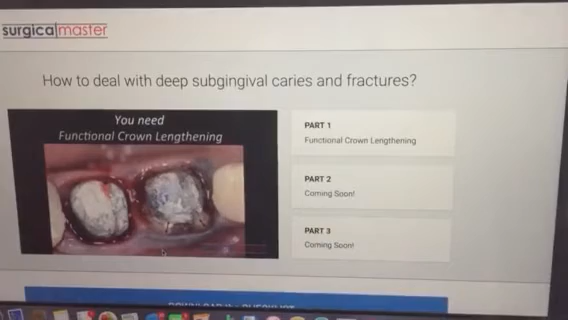 surgicalmaster
How to deal with deep subgingival caries and fractures?
You need
Functional Crown Lengthening
PART 1
Functional Crown Lengthening
PART 2
Coming Soon!
PART 3
Coming Soon!